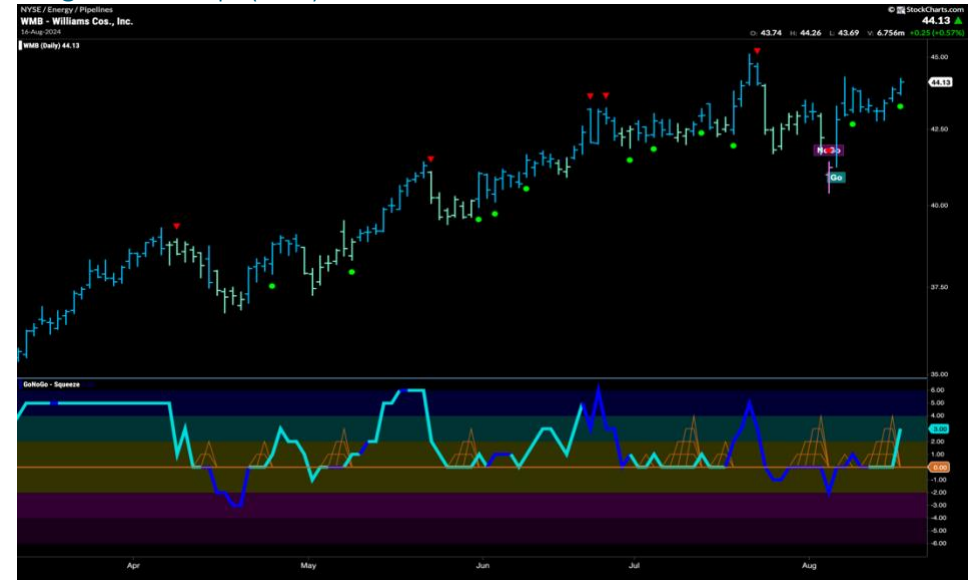 NYSE / Energy / Pipelines
© StockCharts.com
WMB - Williams Cos., Inc.
44.13
16-Aug-2024
O: 43.74 H: 44.26 L: 43.69 V: 6.756m +0.25 (+0.57%)
WMB (Daily) 44.13
45.00
44.13
42.50
NoGo
Go
40.00
37.50
35.00
GoNoGo - Squeeze
6.00
5.00
4.00
3.00
2.00
1.00
0.00
-1.00
-2.00
-3.00
-4.00
-5.00
-6.00
Apr May Jun Jul Aug